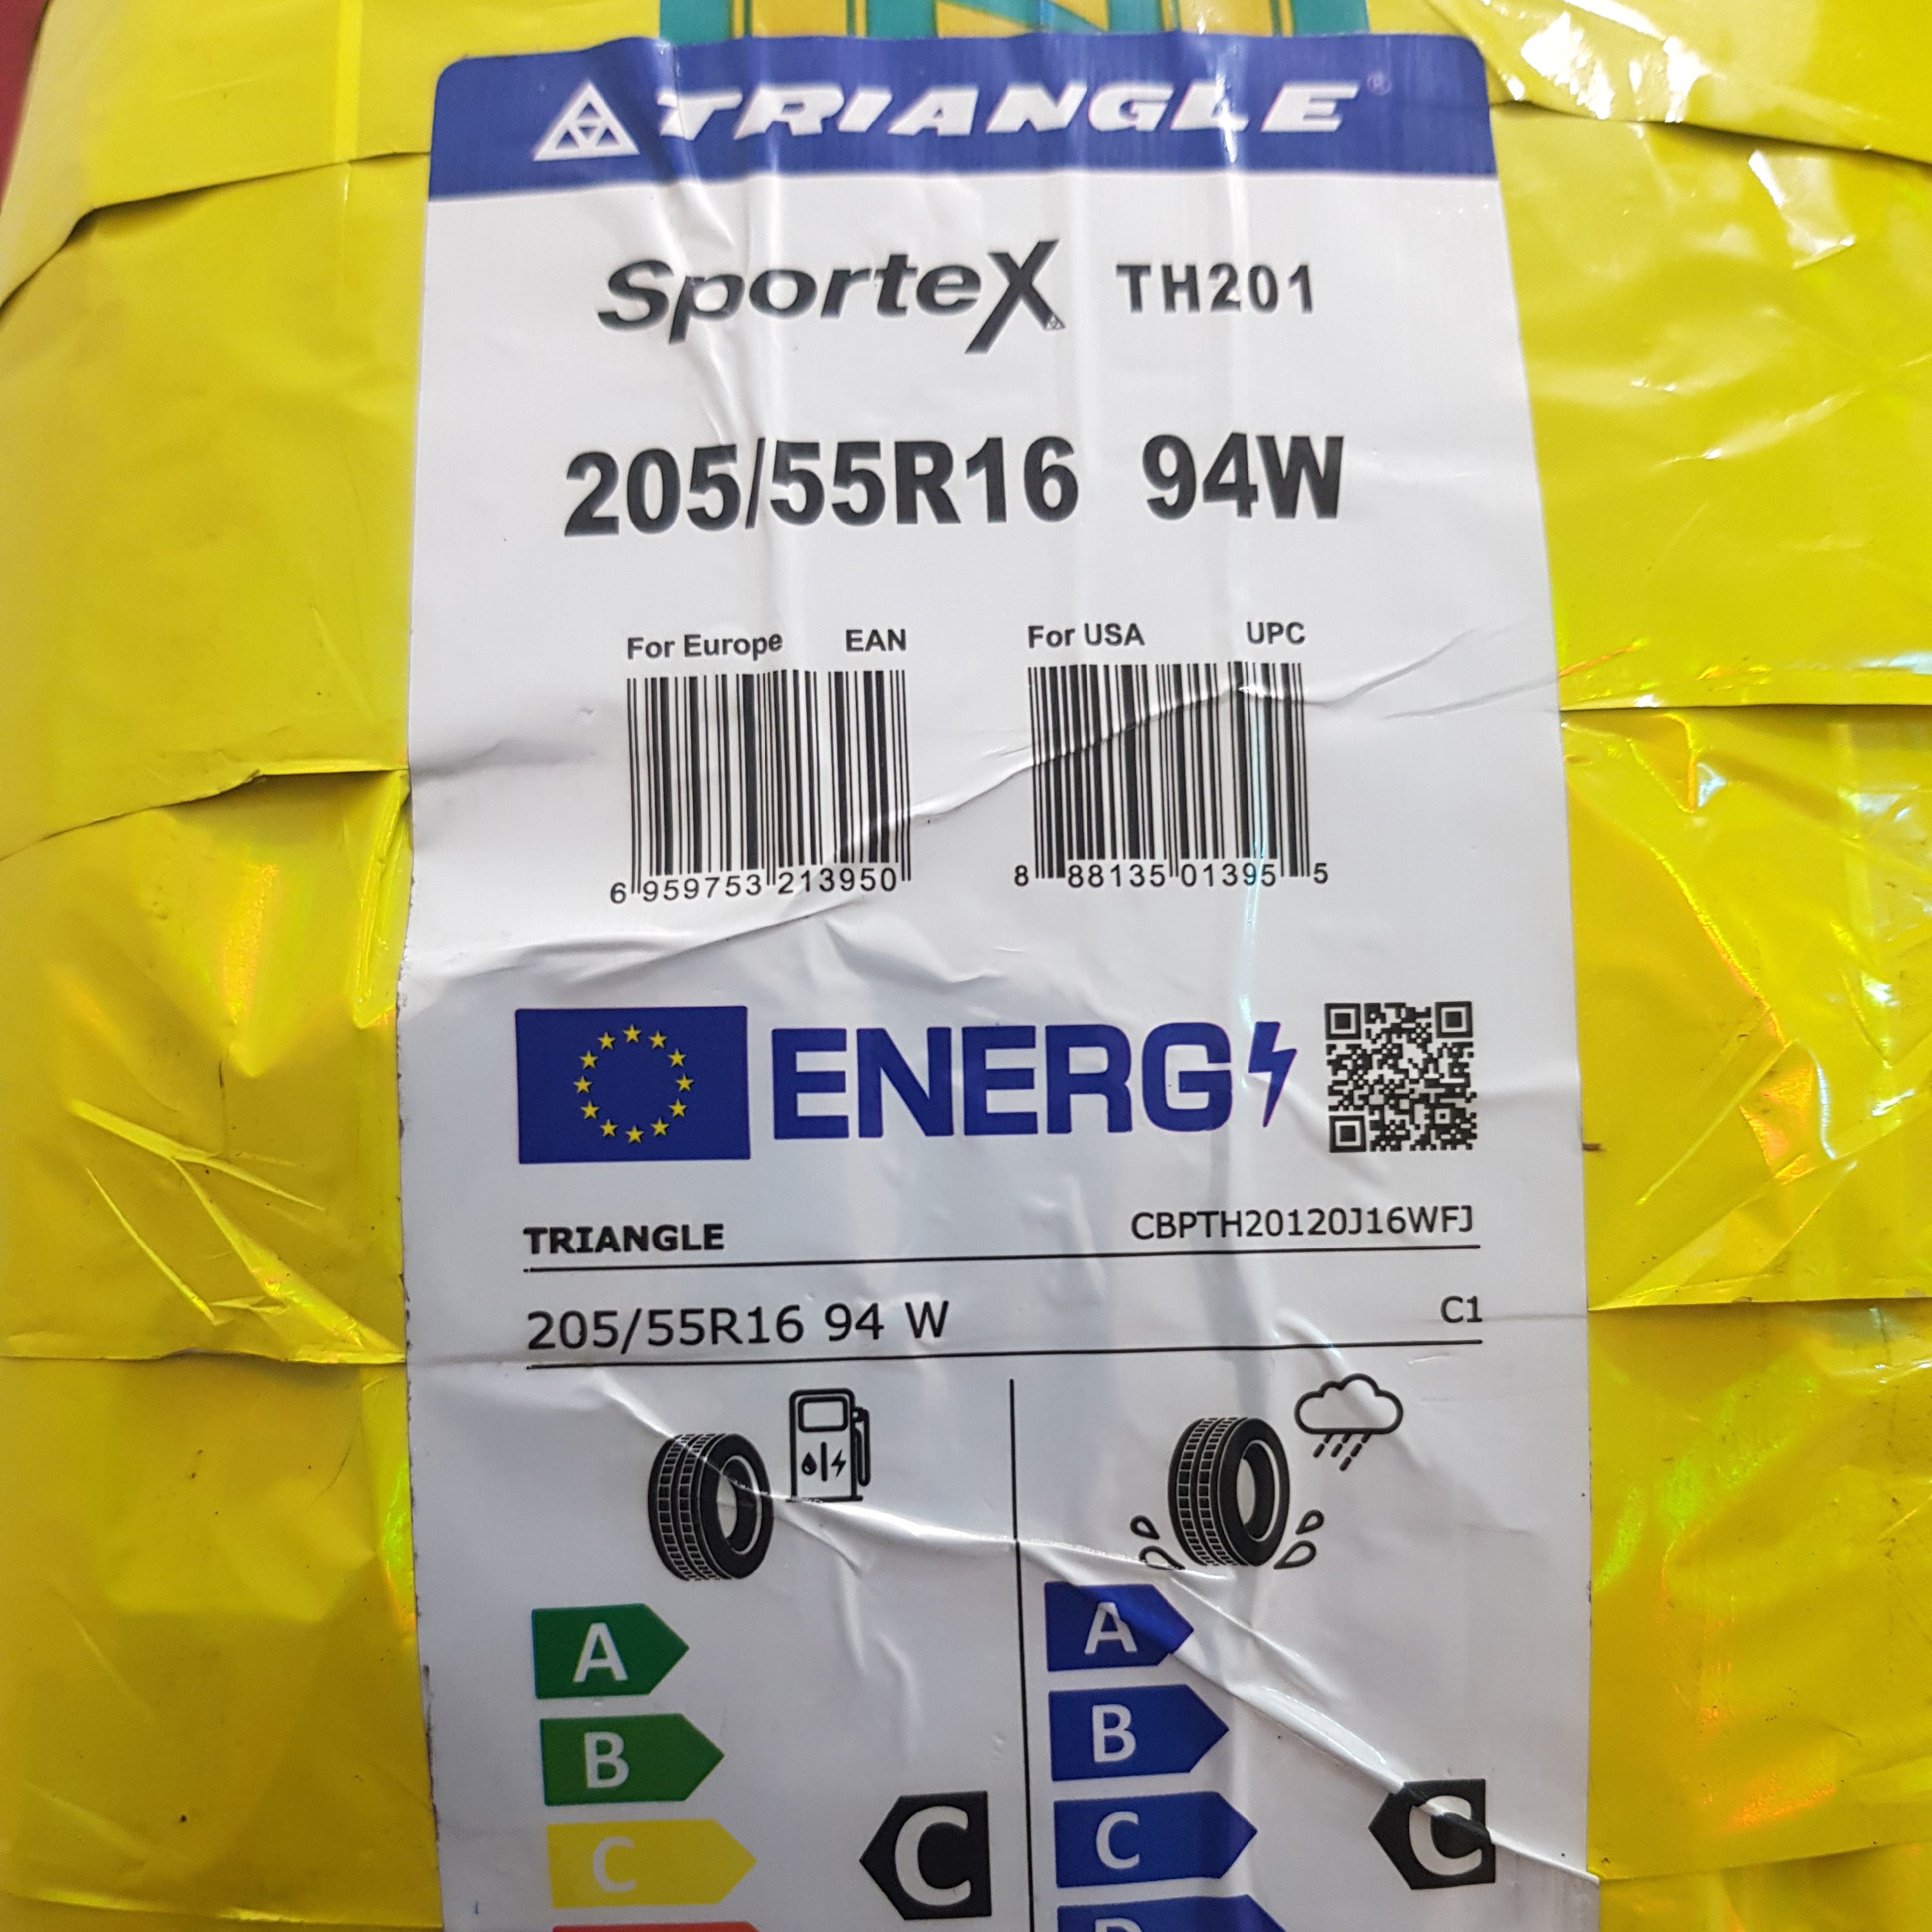 TRIANGLE®
SporteX TH201
205/55R16 94W
For Europe EAN For USA UPC
6 959753 213950 8 88135 01395 5
ENERG
TRIANGLE CBPTH20120J16WFJ
205/55R16 94 W C1
A A
B B
C C C C
D